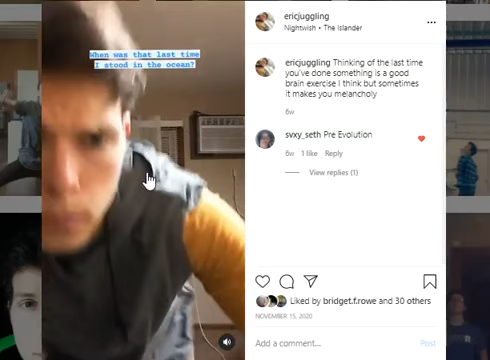 When was that last time
I stood in the ocean?
ericjuggling
Nightwish • The Islander
ericjuggling Thinking of the last time
you've done something is a good
brain exercise I think but sometimes
it makes you melancholy
6w
svxy_seth Pre Evolution
6w 1 like Reply
View replies (1)
Liked by bridget.f.rowe and 30 others
NOVEMBER 15, 2020
Add a comment...
Post